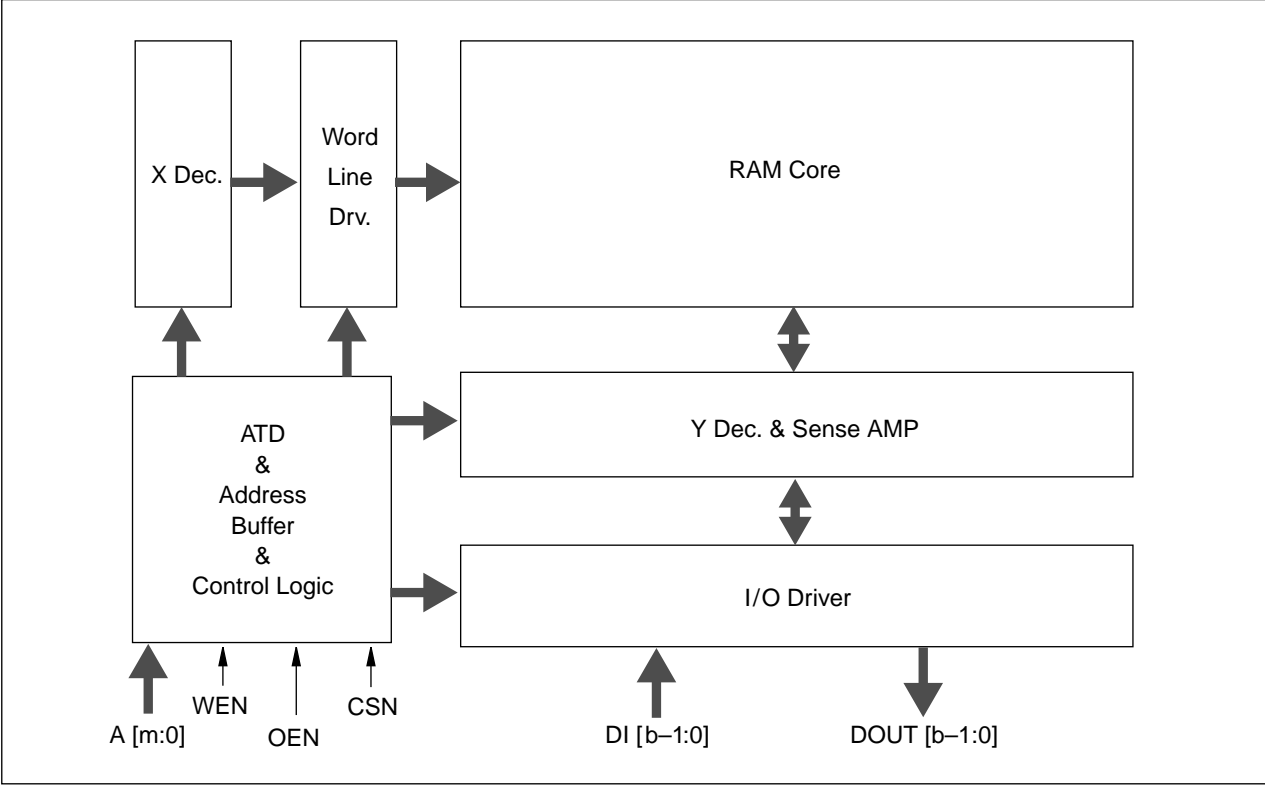 X Dec.
Word
Line
Drv.
RAM Core
ATD
&
Address
Buffer
&
Control Logic
Y Dec. & Sense AMP
I/O Driver
WEN
CSN
A [m:0]
OEN
DI [b–1:0]
DOUT [b–1:0]